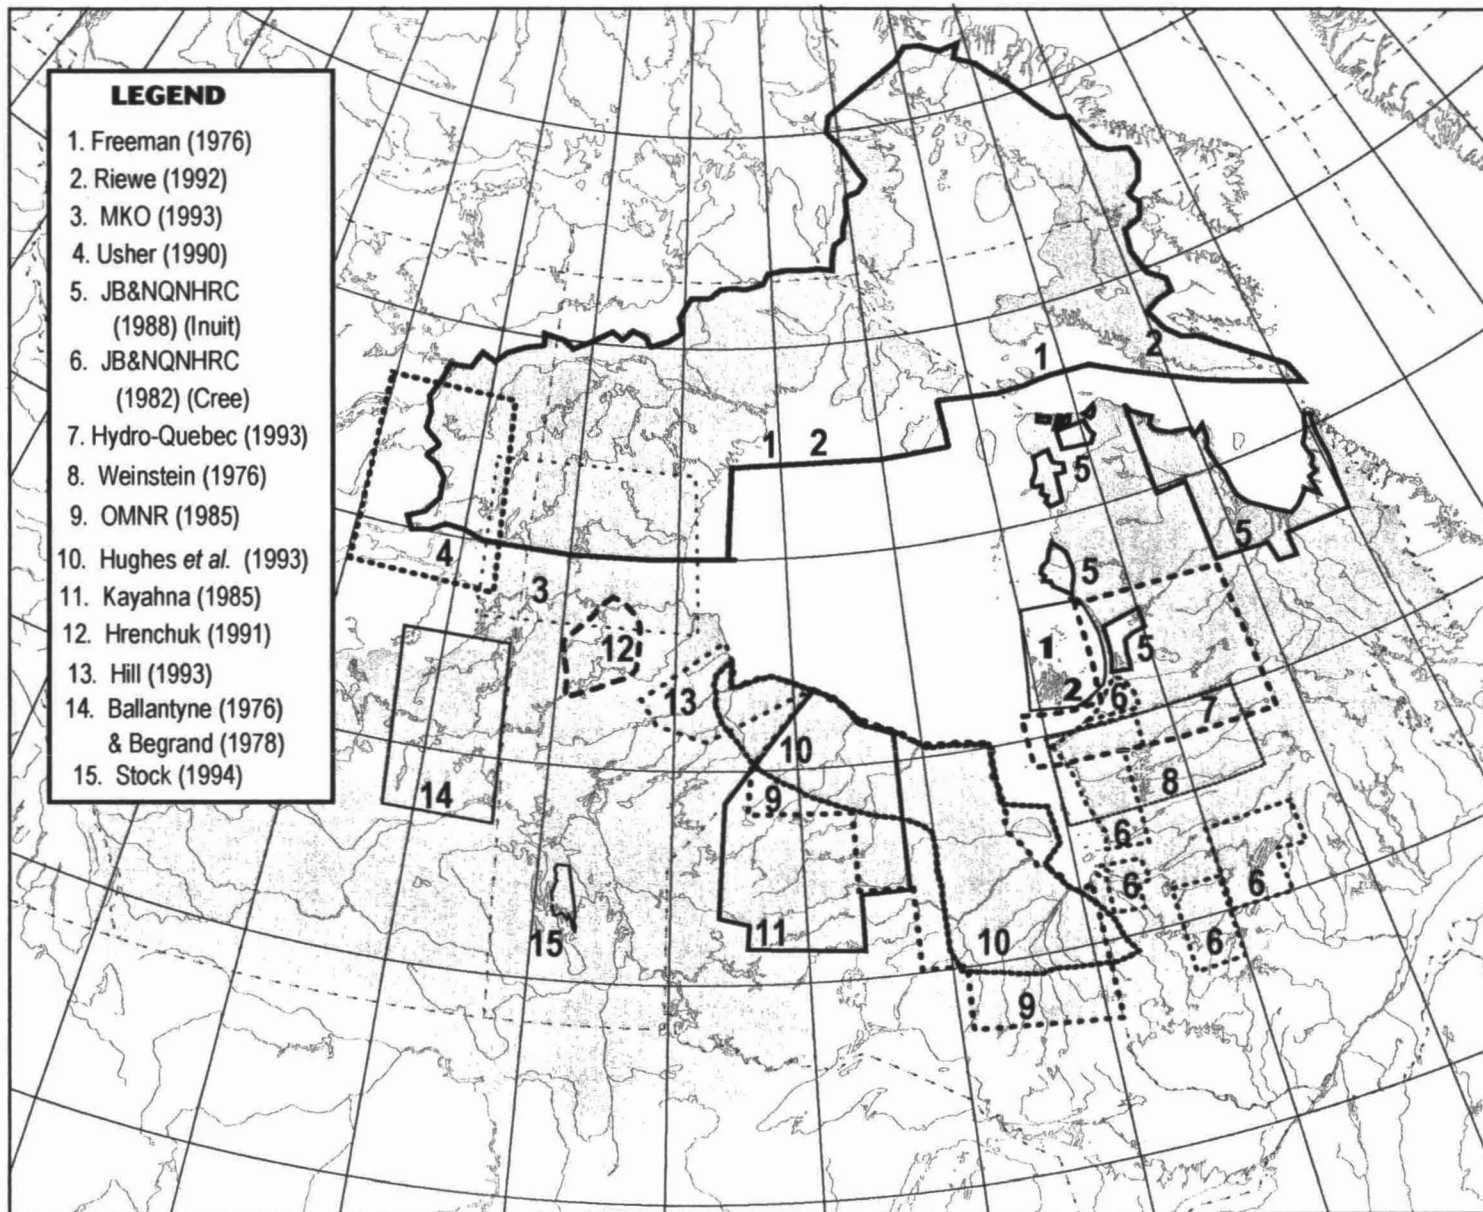 LEGEND
1. Freeman (1976)
2. Riewe (1992)
3. MKO (1993)
4. Usher (1990)
5. JB&NQNHRC
(1988) (Inuit)
6. JB&NQNHRC
(1982) (Cree)
7. Hydro-Quebec (1993)
8. Weinstein (1976)
9. OMNR (1985)
10. Hughes et al. (1993)
11. Kayahna (1985)
12. Hrenchuk (1991)
13. Hill (1993)
14. Ballantyne (1976)
& Begrand (1978)
15. Stock (1994)
1
2
1 2
5
5
4
5
3
1
12
5
2
6
13
7
10
8
14
9
6
6
6
15
11
10
6
9